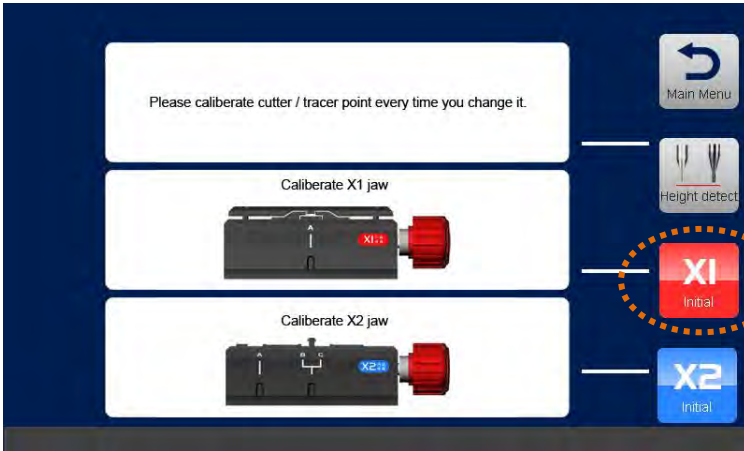 Please caliberate cutter / tracer point every time you change it.
Main Menu
Height detect
Caliberate X1 jaw
A
X1
X1
Initial
Caliberate X2 jaw
A B C
X2
X2
Initial